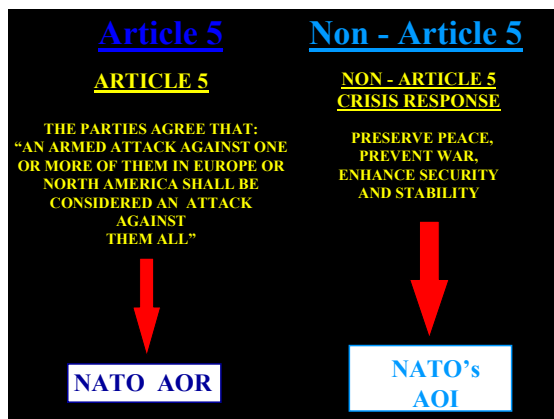 Article 5
ARTICLE 5
THE PARTIES AGREE THAT:
“AN ARMED ATTACK AGAINST ONE
OR MORE OF THEM IN EUROPE OR
NORTH AMERICA SHALL BE
CONSIDERED AN ATTACK
AGAINST
THEM ALL”
NATO AOR
Non - Article 5
NON - ARTICLE 5
CRISIS RESPONSE
PRESERVE PEACE,
PREVENT WAR,
ENHANCE SECURITY
AND STABILITY
NATO’s
AOI